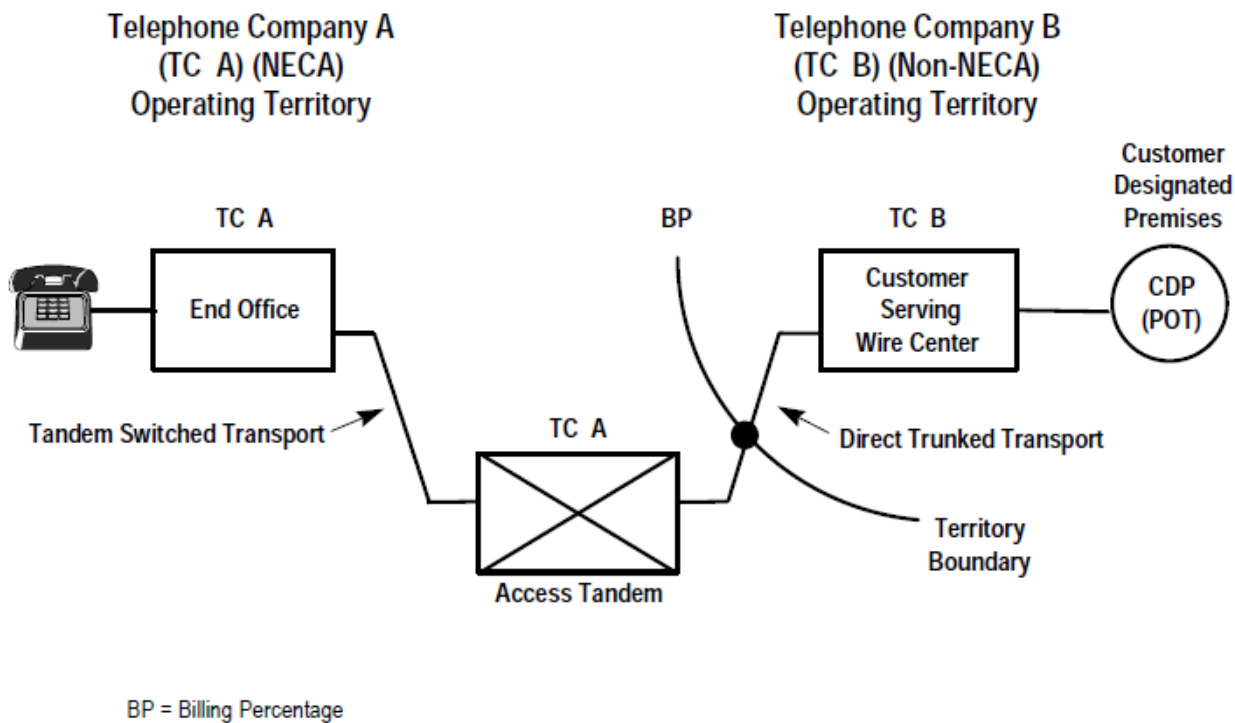 Telephone Company A
(TC A) (NECA)
Operating Territory
Telephone Company B
(TC B) (Non-NECA)
Operating Territory
Customer
Designated
Premises
TC A
BP
TC B
End Office
Customer
Serving
Wire Center
CDP
(POT)
Tandem Switched Transport
TC A
Direct Trunked Transport
Territory
Boundary
Access Tandem
BP = Billing Percentage